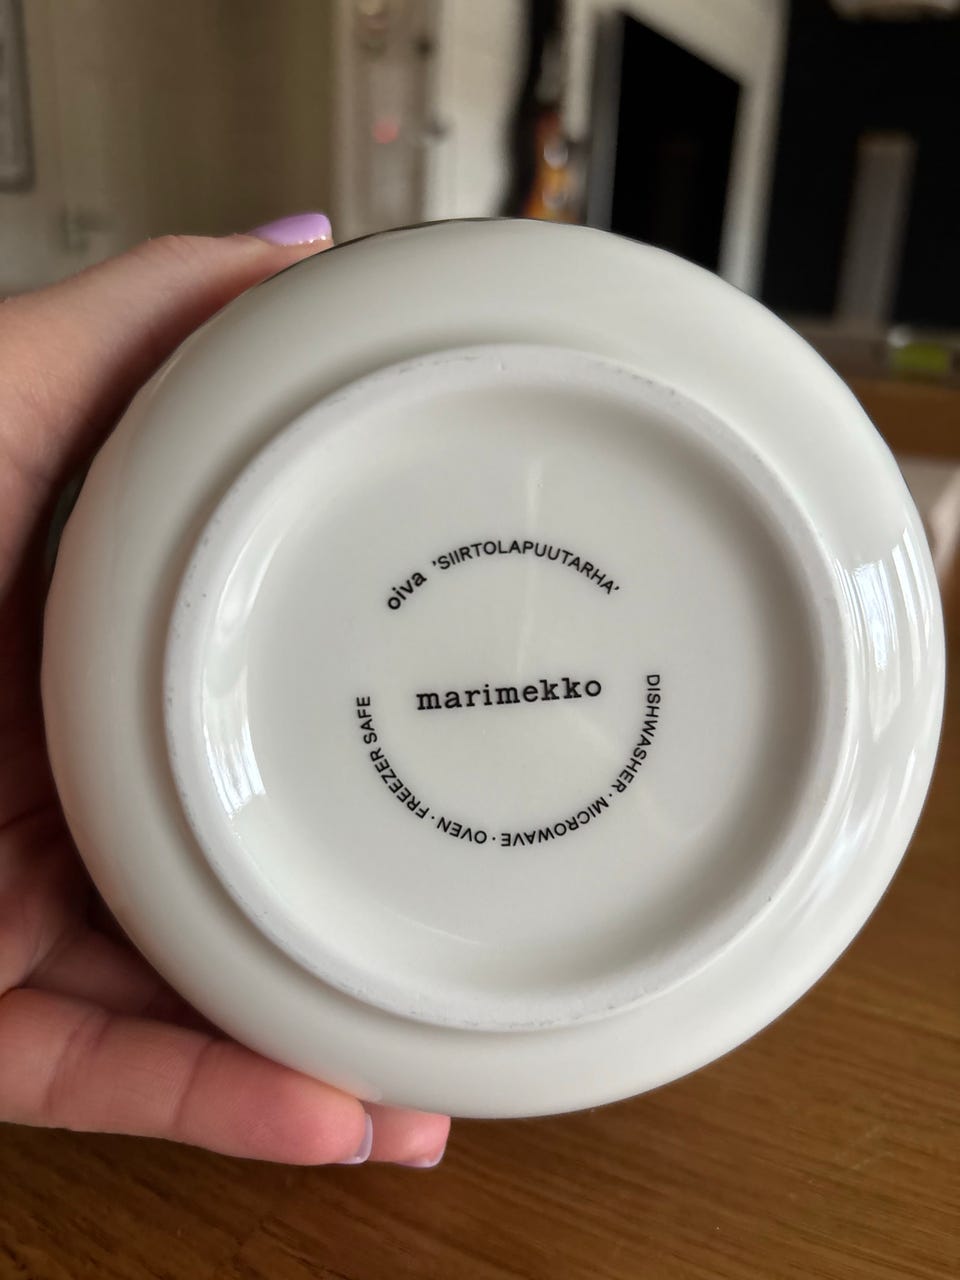 oiva 'SIIRTOLAPUUTARHA'
marimekko
DISHWASHER · MICROWAVE · OVEN · FREEZER SAFE